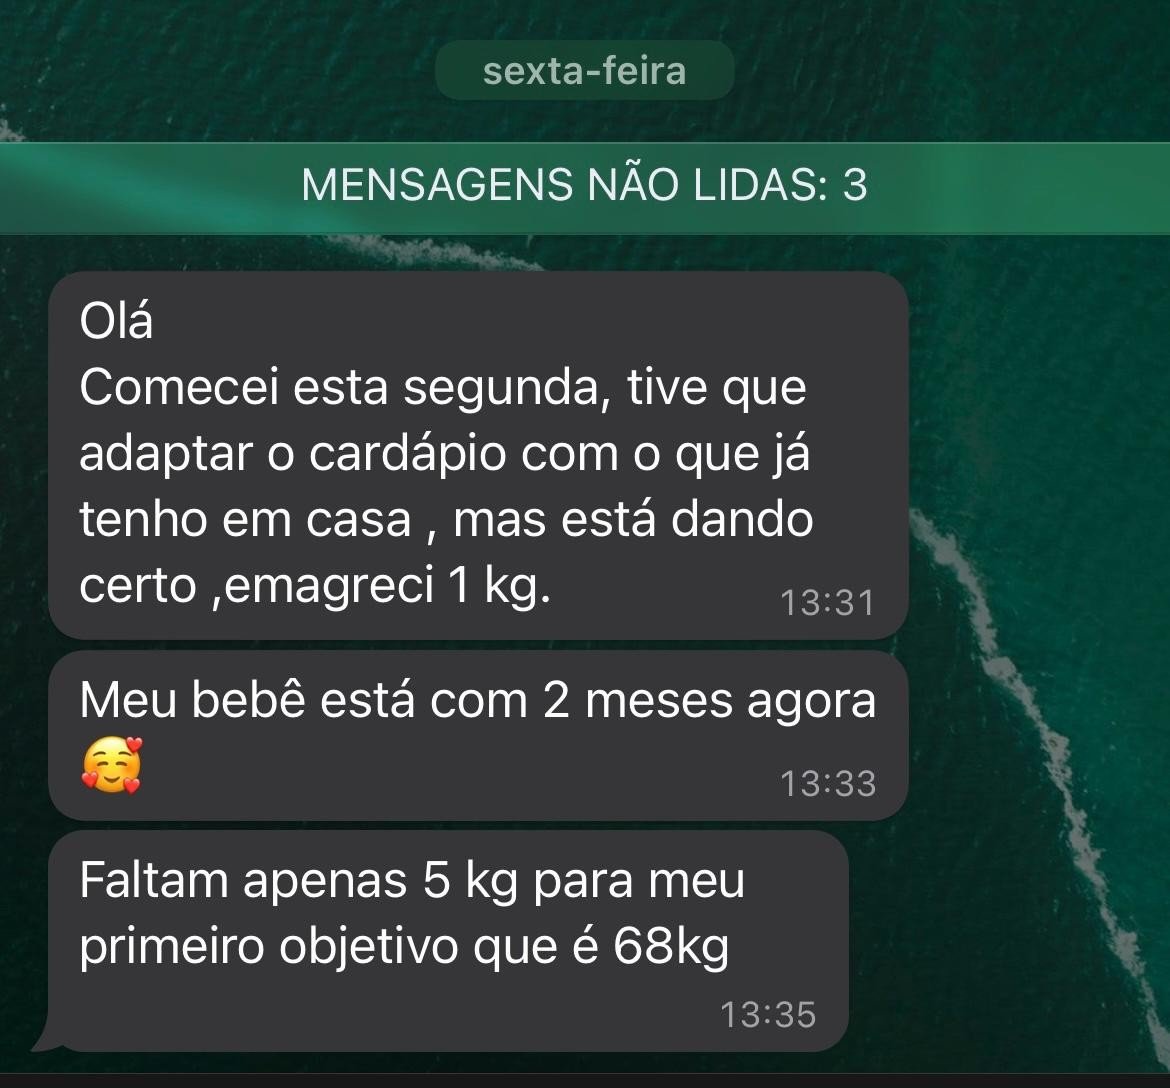 sexta-feira
MENSAGENS NÃO LIDAS: 3
Olá
Comecei esta segunda, tive que
adaptar o cardápio com o que já
tenho em casa , mas está dando
certo ,emagreci 1 kg.
13:31
Meu bebê está com 2 meses agora
🥰
13:33
Faltam apenas 5 kg para meu
primeiro objetivo que é 68kg
13:35